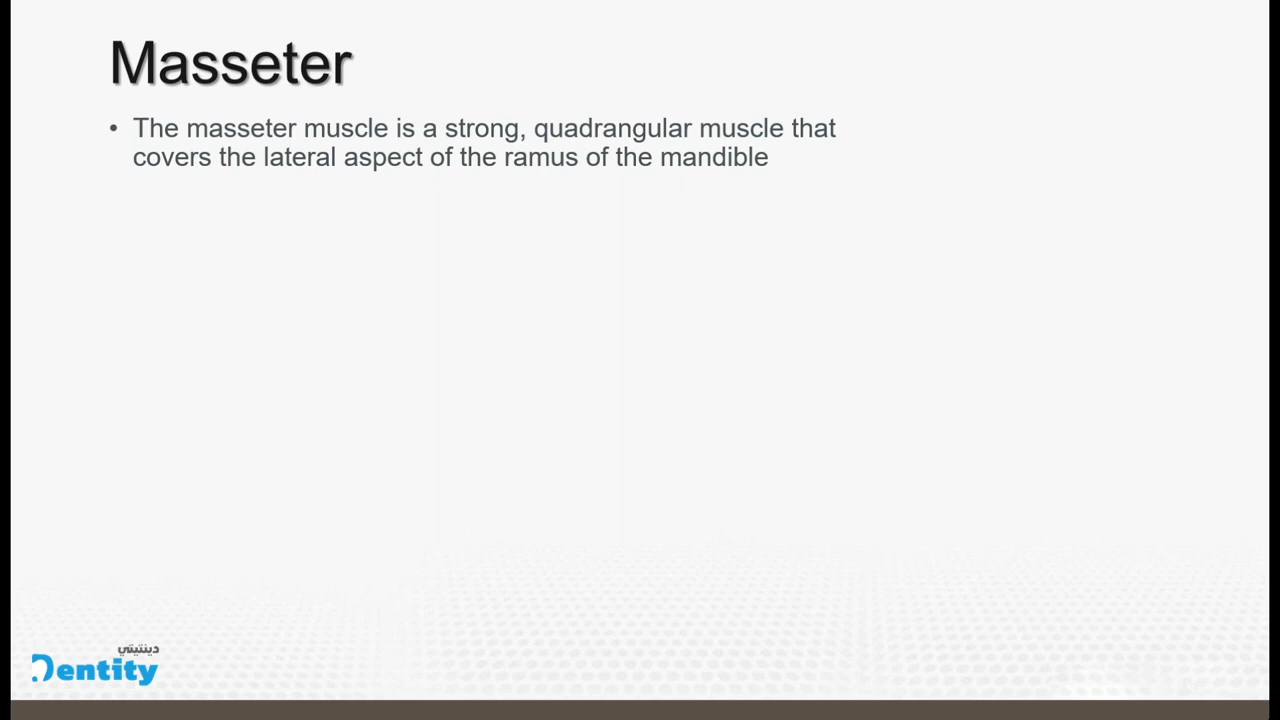 Masseter
• The masseter muscle is a strong, quadrangular muscle that
covers the lateral aspect of the ramus of the mandible
دينتيتي
Dentity